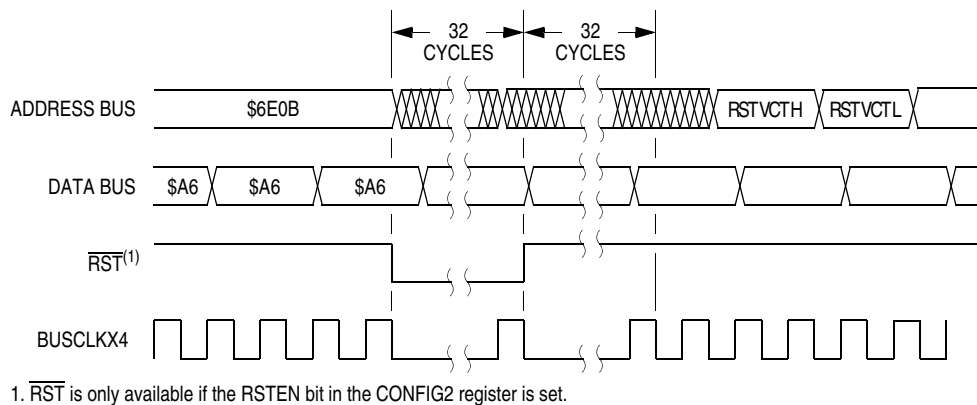 32
CYCLES
32
CYCLES
ADDRESS BUS
$6E0B
RSTVCTH
RSTVCTL
DATA BUS
$A6
$A6
$A6
RST(1)
BUSCLKX4
1. RST is only available if the RSTEN bit in the CONFIG2 register is set.